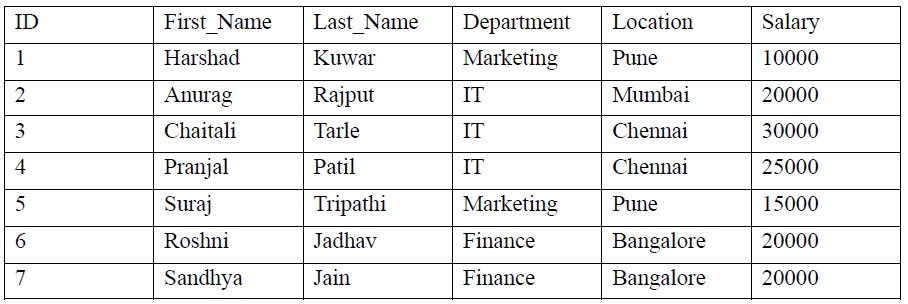 ID First_Name Last_Name Department Location Salary
1 Harshad Kuwar Marketing Pune 10000
2 Anurag Rajput IT Mumbai 20000
3 Chaitali Tarle IT Chennai 30000
4 Pranjal Patil IT Chennai 25000
5 Suraj Tripathi Marketing Pune 15000
6 Roshni Jadhav Finance Bangalore 20000
7 Sandhya Jain Finance Bangalore 20000